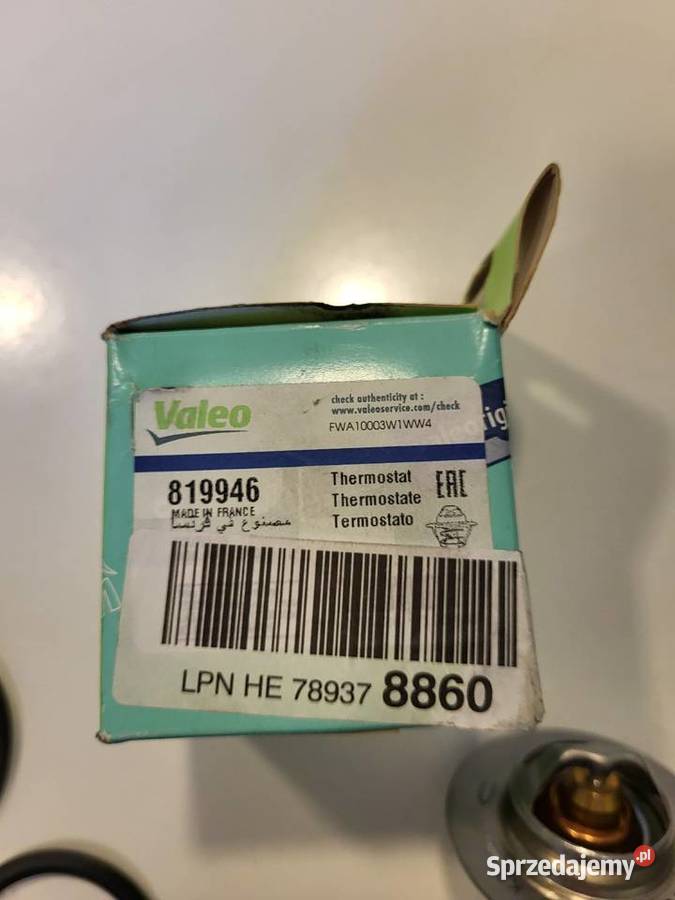 Valeo
check authenticity at :
www.valeoservice.com/check
FWA10003W1WW4
819946
MADE IN FRANCE
مصنوع في فرنسا
Thermostat
Thermostate
Termostato
EAC
LPN HE 78937 8860
Sprzedajemy.pl